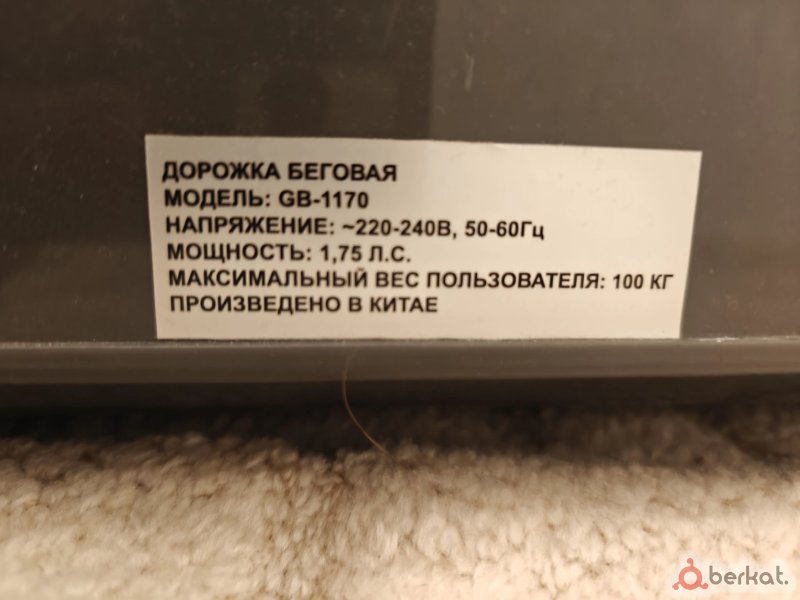 ДОРОЖКА БЕГОВАЯ
МОДЕЛЬ: GB-1170
НАПРЯЖЕНИЕ: ~220-240В, 50-60Гц
МОЩНОСТЬ: 1,75 Л.С.
МАКСИМАЛЬНЫЙ ВЕС ПОЛЬЗОВАТЕЛЯ: 100 КГ
ПРОИЗВЕДЕНО В КИТАЕ
berkat.